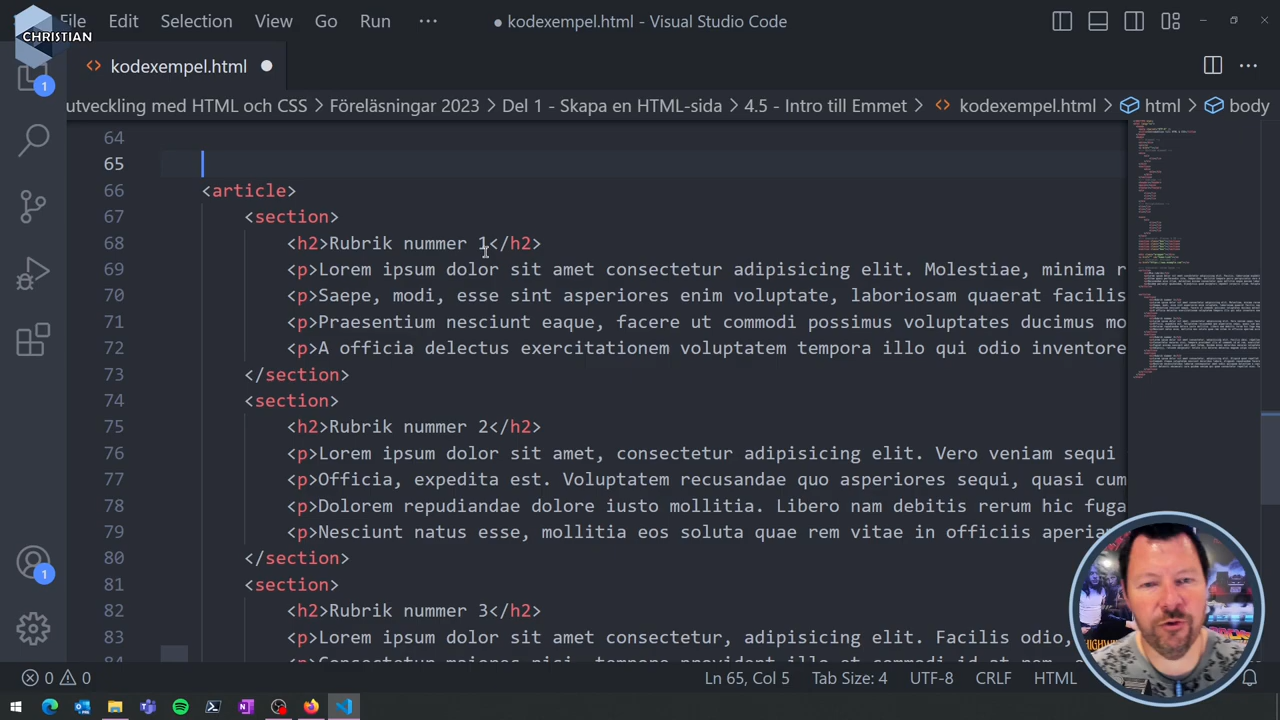 File Edit Selection View Go Run ··· ● kodexempel.html - Visual Studio Code
CHRISTIAN
<> kodexempel.html ●
1
utveckling med HTML och CSS > Föreläsningar 2023 > Del 1 - Skapa en HTML-sida > 4.5 - Intro till Emmet > <> kodexempel.html > html > body
64
65
66 <article>
67 <section>
68 <h2>Rubrik nummer 1</h2>
69 <p>Lorem ipsum dolor sit amet consectetur adipisicing elit. Molestiae, minima r
70 <p>Saepe, modi, esse sint asperiores enim voluptate, laboriosam quaerat facilis
71 <p>Praesentium nesciunt eaque, facere ut commodi possimus voluptates ducimus mo
72 <p>A officia delectus exercitationem voluptatem tempora illo qui odio inventore
73 </section>
74 <section>
75 <h2>Rubrik nummer 2</h2>
76 <p>Lorem ipsum dolor sit amet, consectetur adipisicing elit. Vero veniam sequi
77 <p>Officia, expedita est. Voluptatem recusandae quo asperiores sequi, quasi cum
78 <p>Dolorem repudiandae dolore iusto mollitia. Libero nam debitis rerum hic fuga
79 <p>Nesciunt natus esse, mollitia eos soluta quae rem vitae in officiis aperia
80 </section>
81 <section>
82 <h2>Rubrik nummer 3</h2>
83 <p>Lorem ipsum dolor sit amet consectetur, adipisicing elit. Facilis odio,
1
0 0 Ln 65, Col 5 Tab Size: 4 UTF-8 CRLF HTML